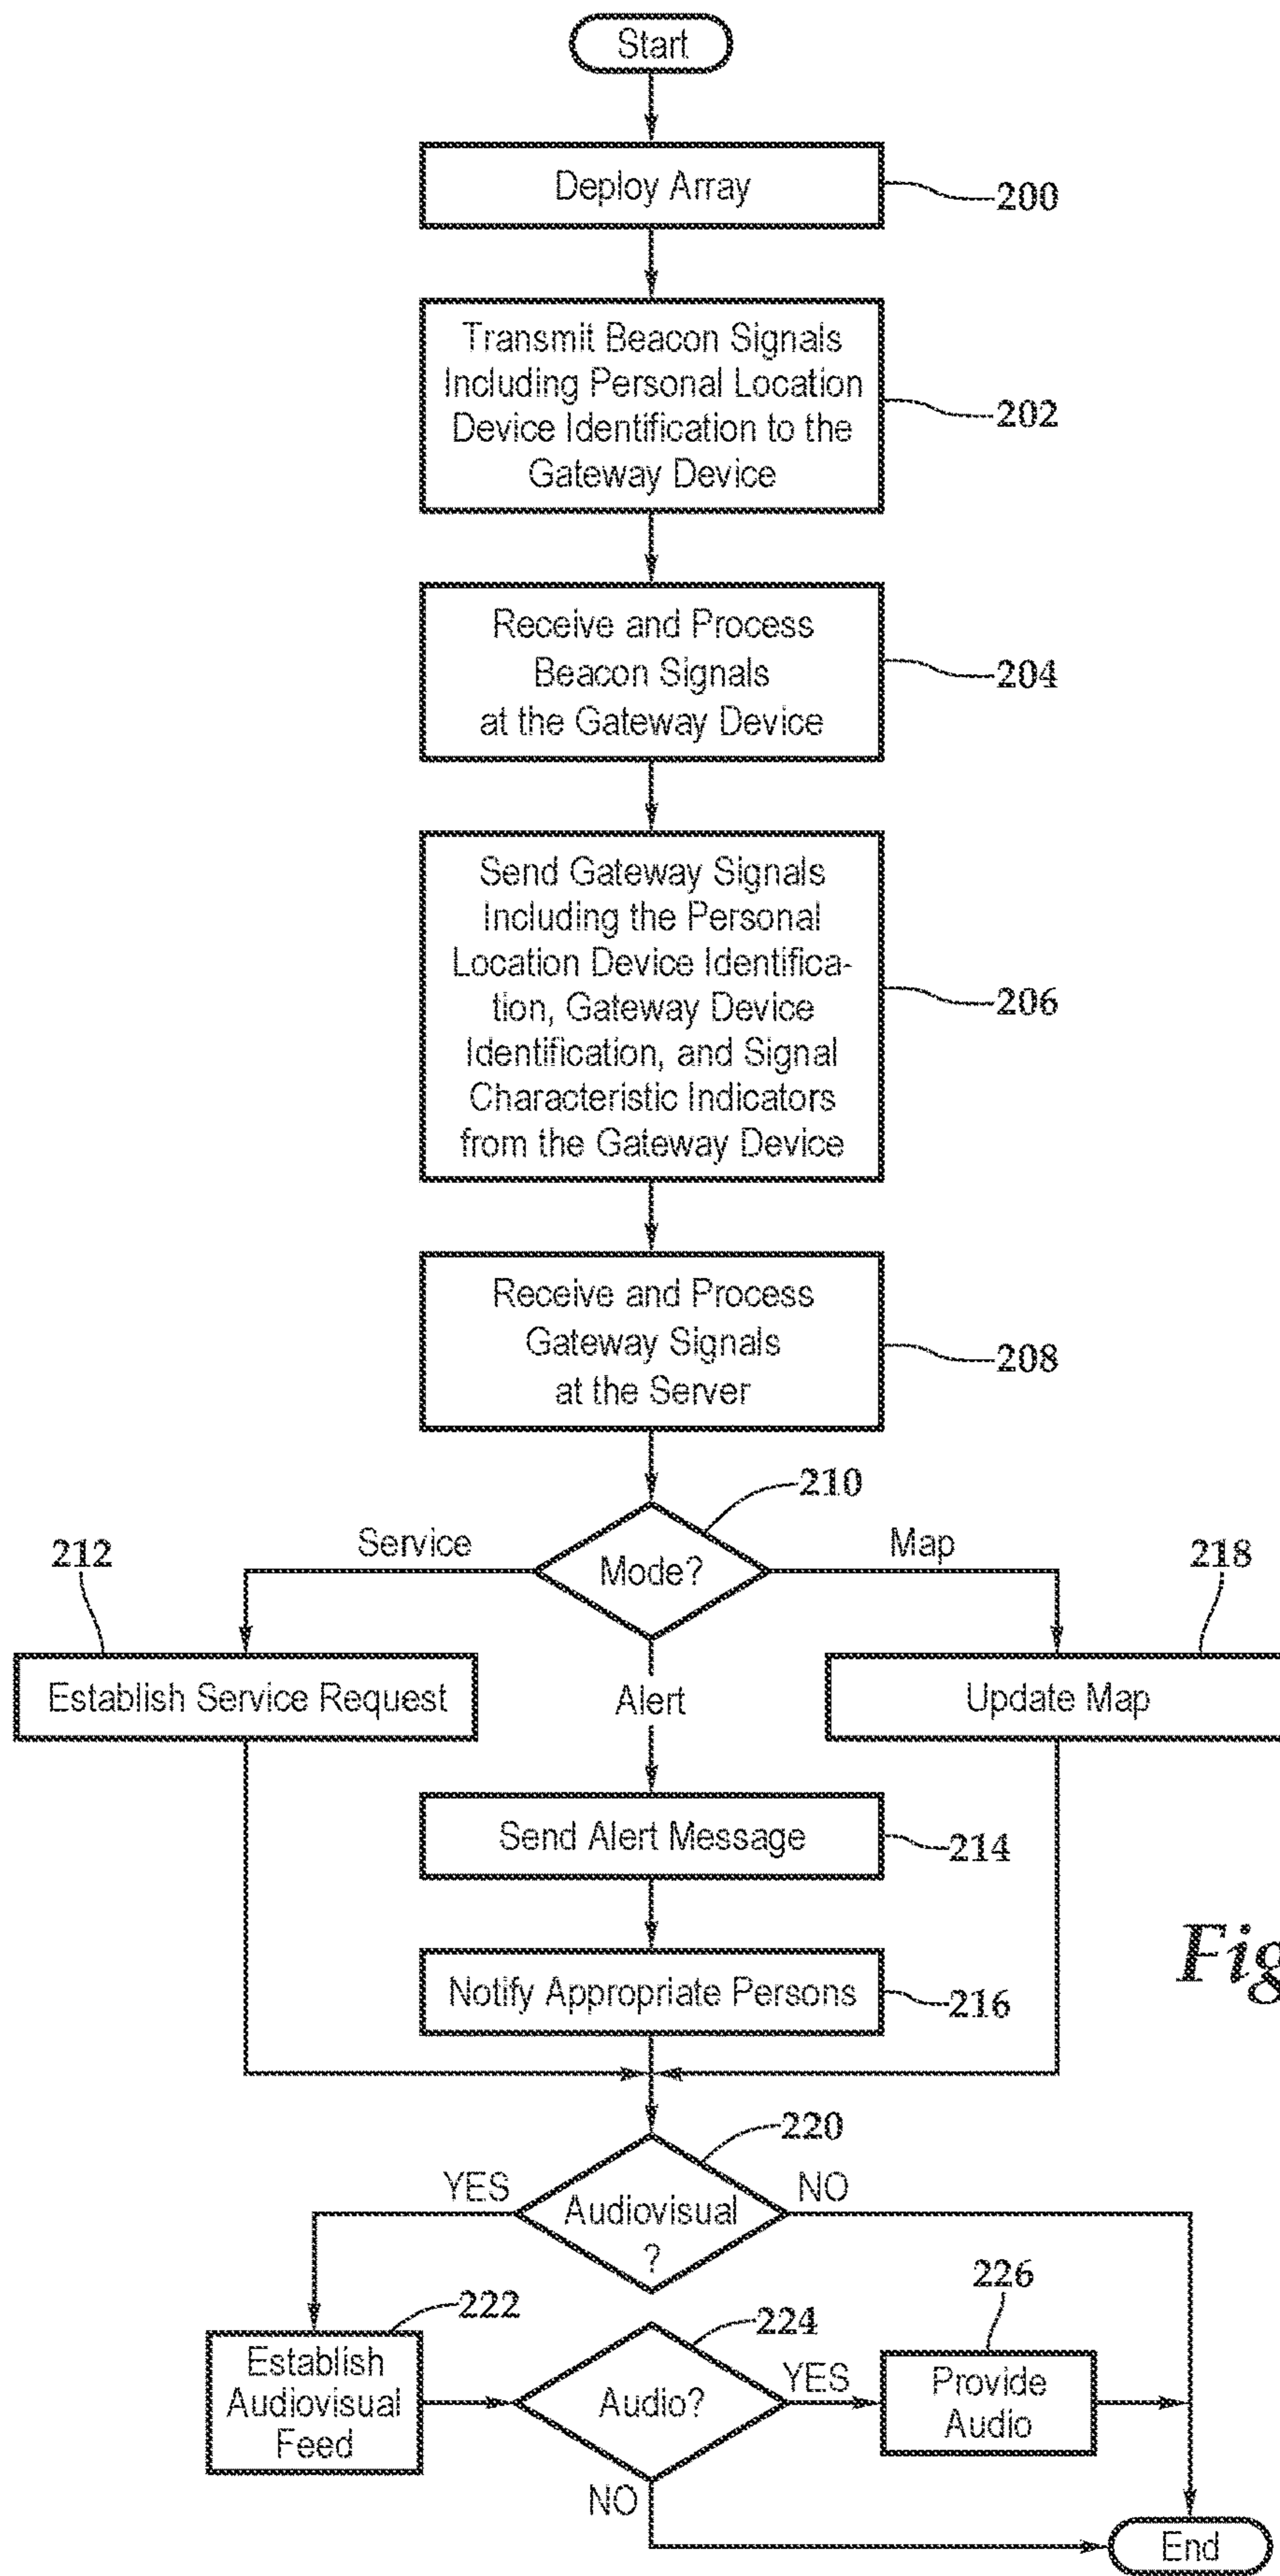 Start
Deploy Array
200
Transmit Beacon Signals
Including Personal Location
Device Identification to the
Gateway Device
202
Receive and Process
Beacon Signals
at the Gateway Device
204
Send Gateway Signals
Including the Personal
Location Device Identifica-
tion, Gateway Device
Identification, and Signal
Characteristic Indicators
from the Gateway Device
206
Receive and Process
Gateway Signals
at the Server
208
210
Mode?
Service
Map
212
218
Establish Service Request
Alert
Update Map
Send Alert Message
214
Notify Appropriate Persons
216
Fig
220
YES
NO
Audiovisual
?
222
224
226
Establish
Audiovisual
Feed
Audio?
YES
Provide
Audio
NO
End